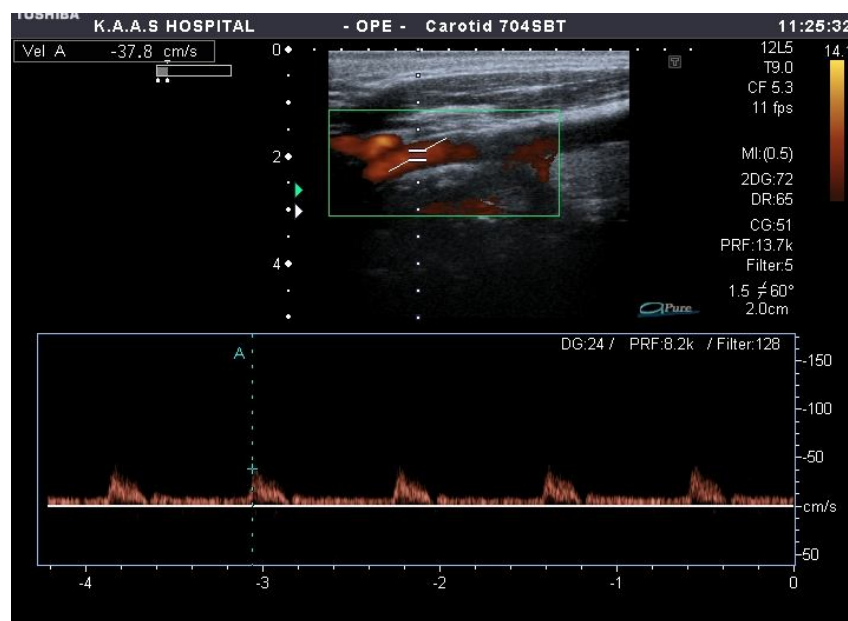 TOSHIBA
K.A.A.S HOSPITAL - OPE - Carotid 704SBT 11:25:32
Vel A -37.8 cm/s
0
2
4
12L5
T9.0
CF 5.3
11 fps
14.1
MI:(0.5)
2DG:72
DR:65
CG:51
PRF:13.7k
Filter:5
1.5 60°
2.0cm
T
APure
DG:24 / PRF:8.2k / Filter:128
A
-150
-100
-50
cm/s
50
-4 -3 -2 -1 0